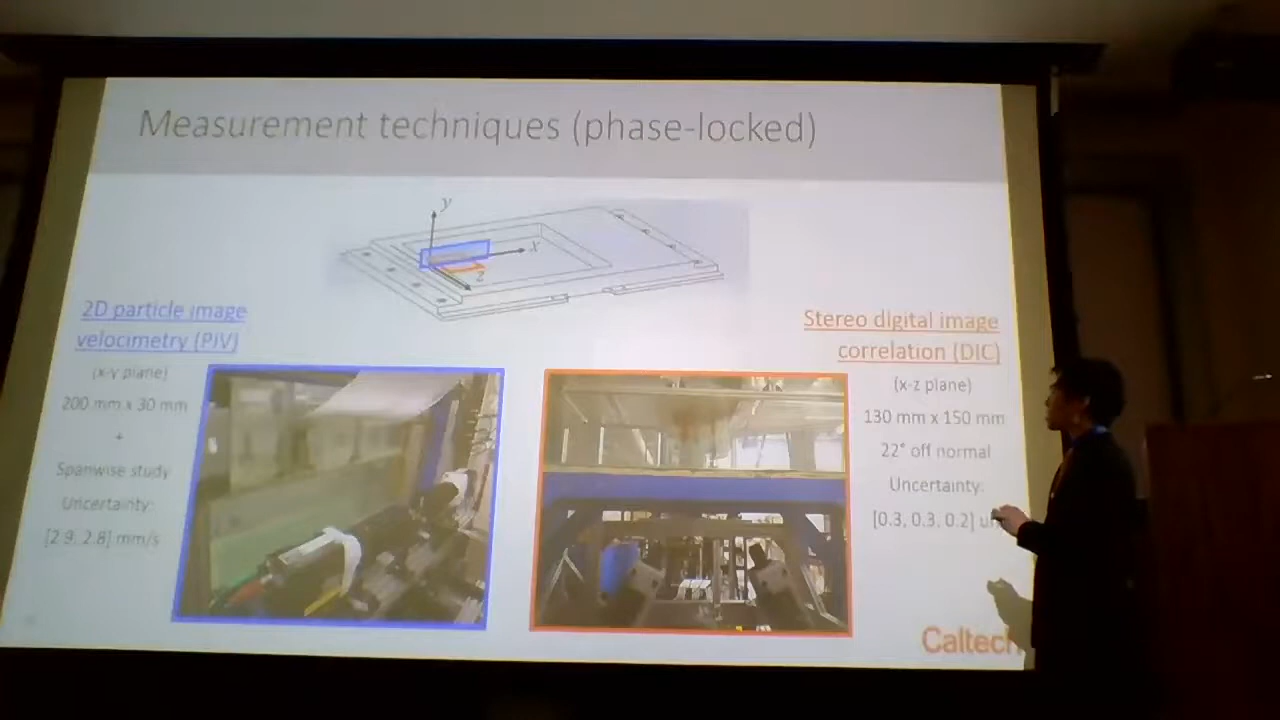 Measurement techniques (phase-locked)
y
x
z
2D particle image
velocimetry (PIV)
(x-y plane)
200 mm x 30 mm
+
Spanwise study
Uncertainty:
[2.9, 2.8] mm/s
Stereo digital image
correlation (DIC)
(x-z plane)
130 mm x 150 mm
22° off normal
Uncertainty:
[0.3, 0.3, 0.2]
Caltech